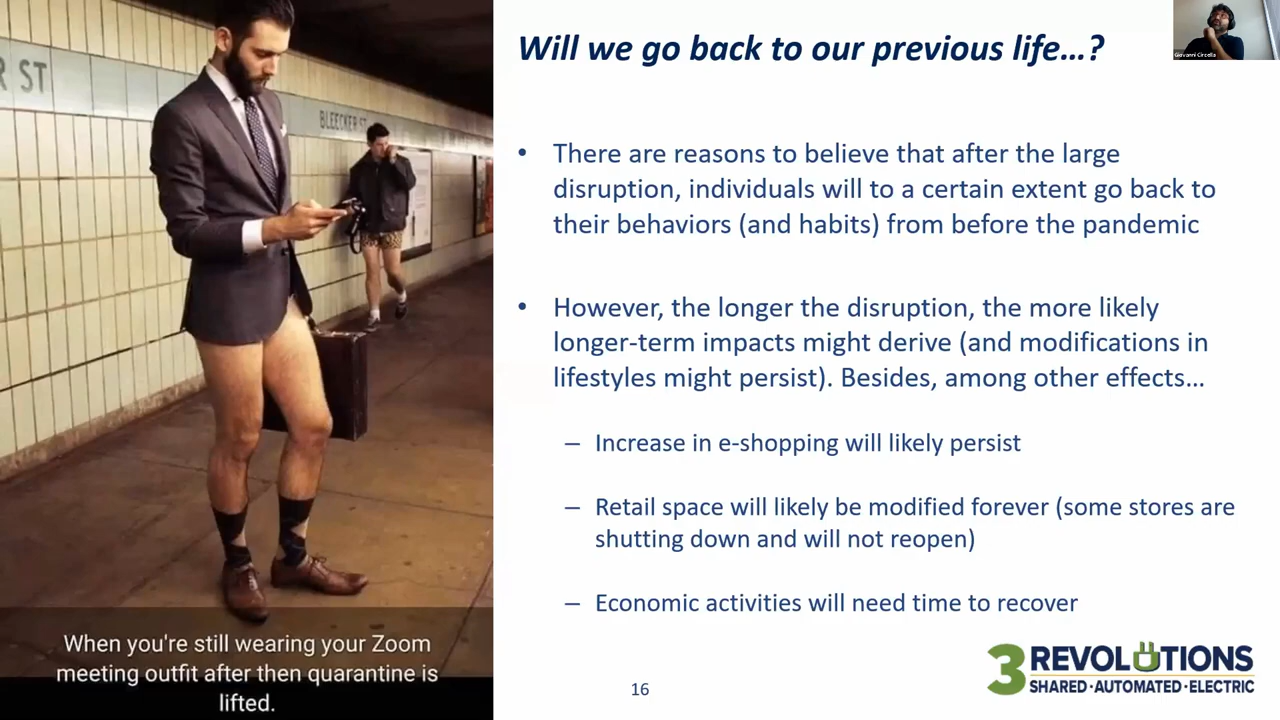 R ST
BLEECKER ST
When you're still wearing your Zoom
meeting outfit after then quarantine is
lifted.
Will we go back to our previous life...?
Giovanni Circella
• There are reasons to believe that after the large
disruption, individuals will to a certain extent go back to
their behaviors (and habits) from before the pandemic
• However, the longer the disruption, the more likely
longer-term impacts might derive (and modifications in
lifestyles might persist). Besides, among other effects...
– Increase in e-shopping will likely persist
– Retail space will likely be modified forever (some stores are
shutting down and will not reopen)
– Economic activities will need time to recover
16
3 REVOLUTIONS
SHARED·AUTOMATED·ELECTRIC